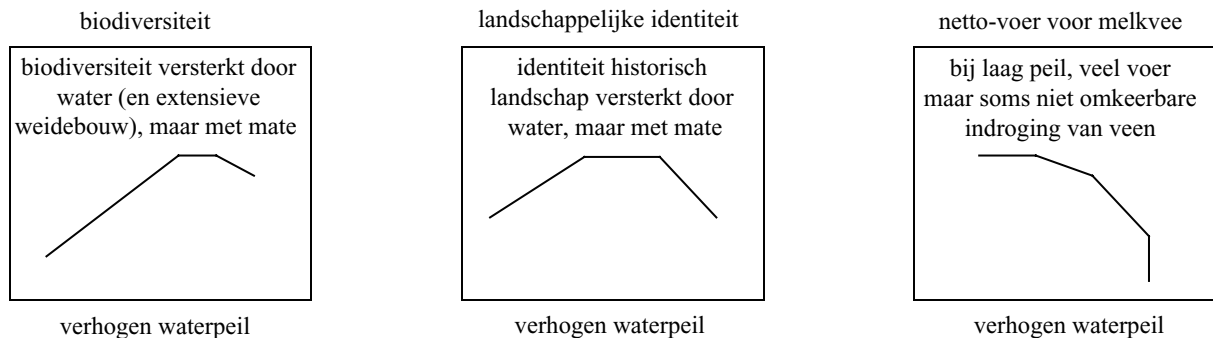 biodiversiteit
biodiversiteit versterkt door
water (en extensieve
weidebouw), maar met mate
verhogen waterpeil
landschappelijke identiteit
identiteit historisch
landschap versterkt door
water, maar met mate
verhogen waterpeil
netto-voer voor melkvee
bij laag peil, veel voer
maar soms niet omkeerbare
indroging van veen
verhogen waterpeil